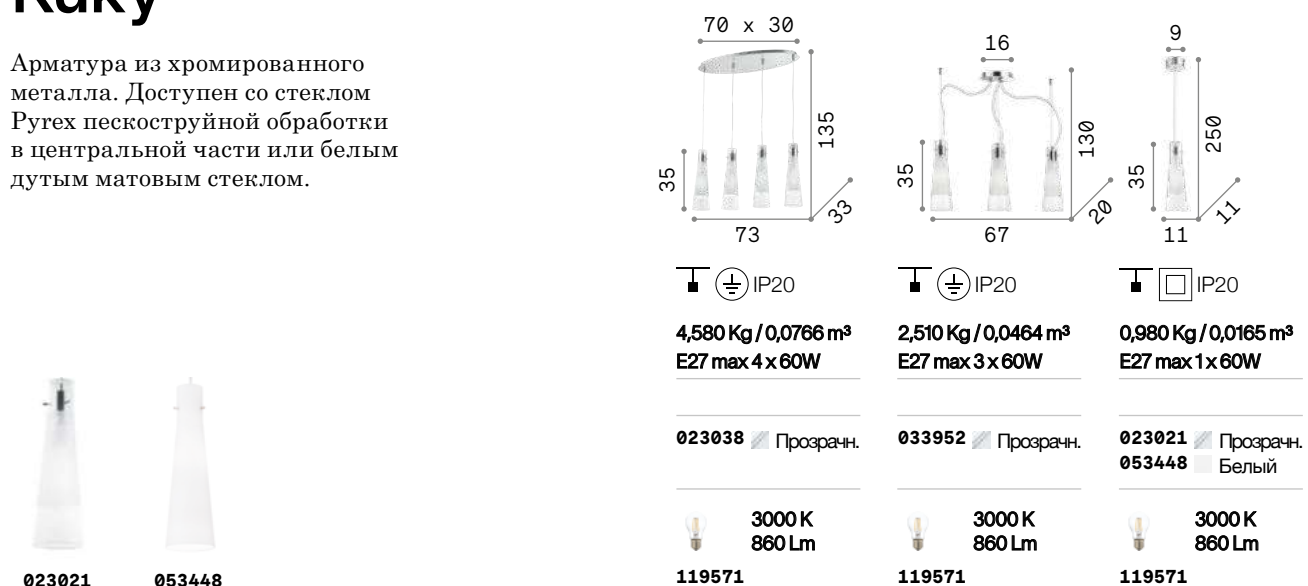 Арматура из хромированного
металла. Доступен со стеклом
Pyrex пескоструйной обработки
в центральной части или белым
дутым матовым стеклом.
023021 053448
70 x 30
135
35
33
73
IP20
4,580 Kg / 0,0766 m³
E27 max 4 x 60W
023038 Прозрачн.
3000 K
860 Lm
119571
16
130
35
20
67
IP20
2,510 Kg / 0,0464 m³
E27 max 3 x 60W
033952 Прозрачн.
3000 K
860 Lm
119571
9
250
35
11
11
IP20
0,980 Kg / 0,0165 m³
E27 max 1 x 60W
023021 Прозрачн.
053448 Белый
3000 K
860 Lm
119571